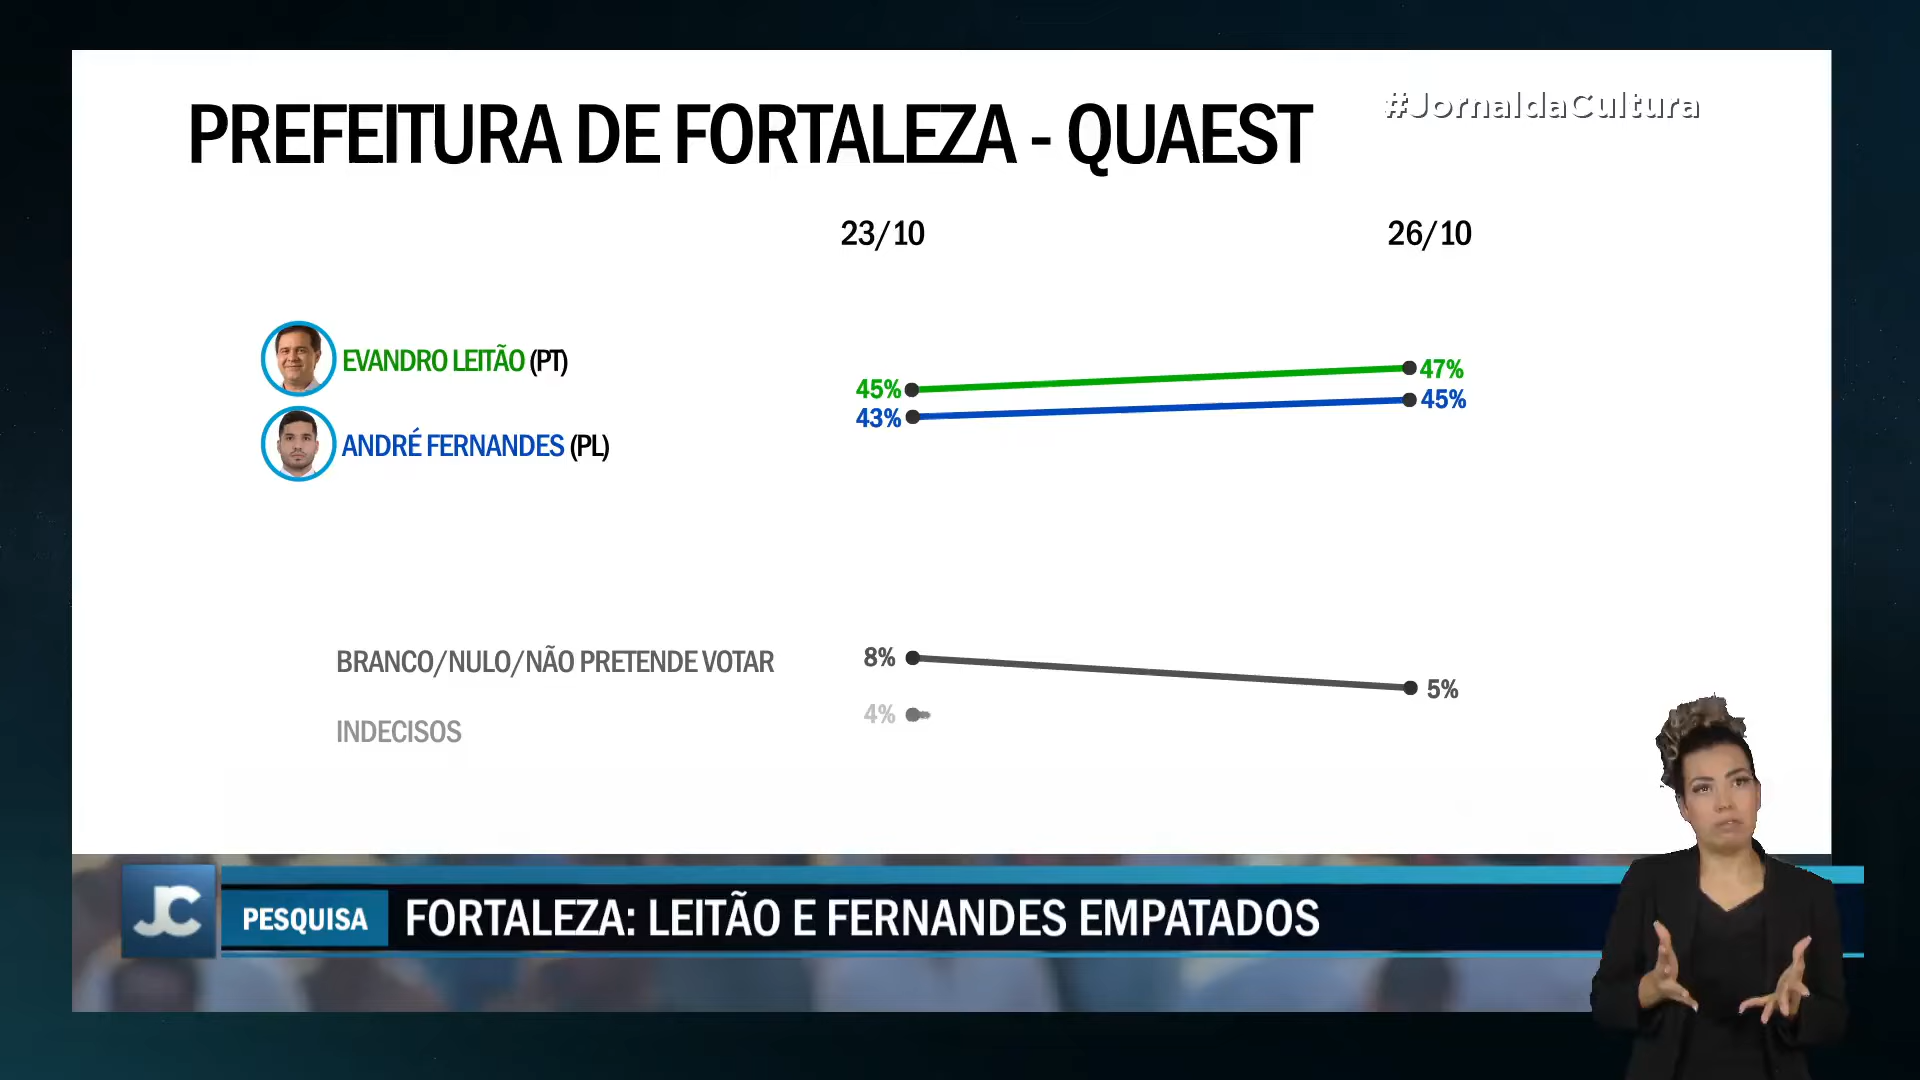 PREFEITURA DE FORTALEZA - QUAEST
#JornaldaCultura
23/10 26/10
EVANDRO LEITÃO (PT)
45% 47%
ANDRÉ FERNANDES (PL)
43% 45%
BRANCO/NULO/NÃO PRETENDE VOTAR
8% 5%
INDECISOS
4%
JC
PESQUISA
FORTALEZA: LEITÃO E FERNANDES EMPATADOS